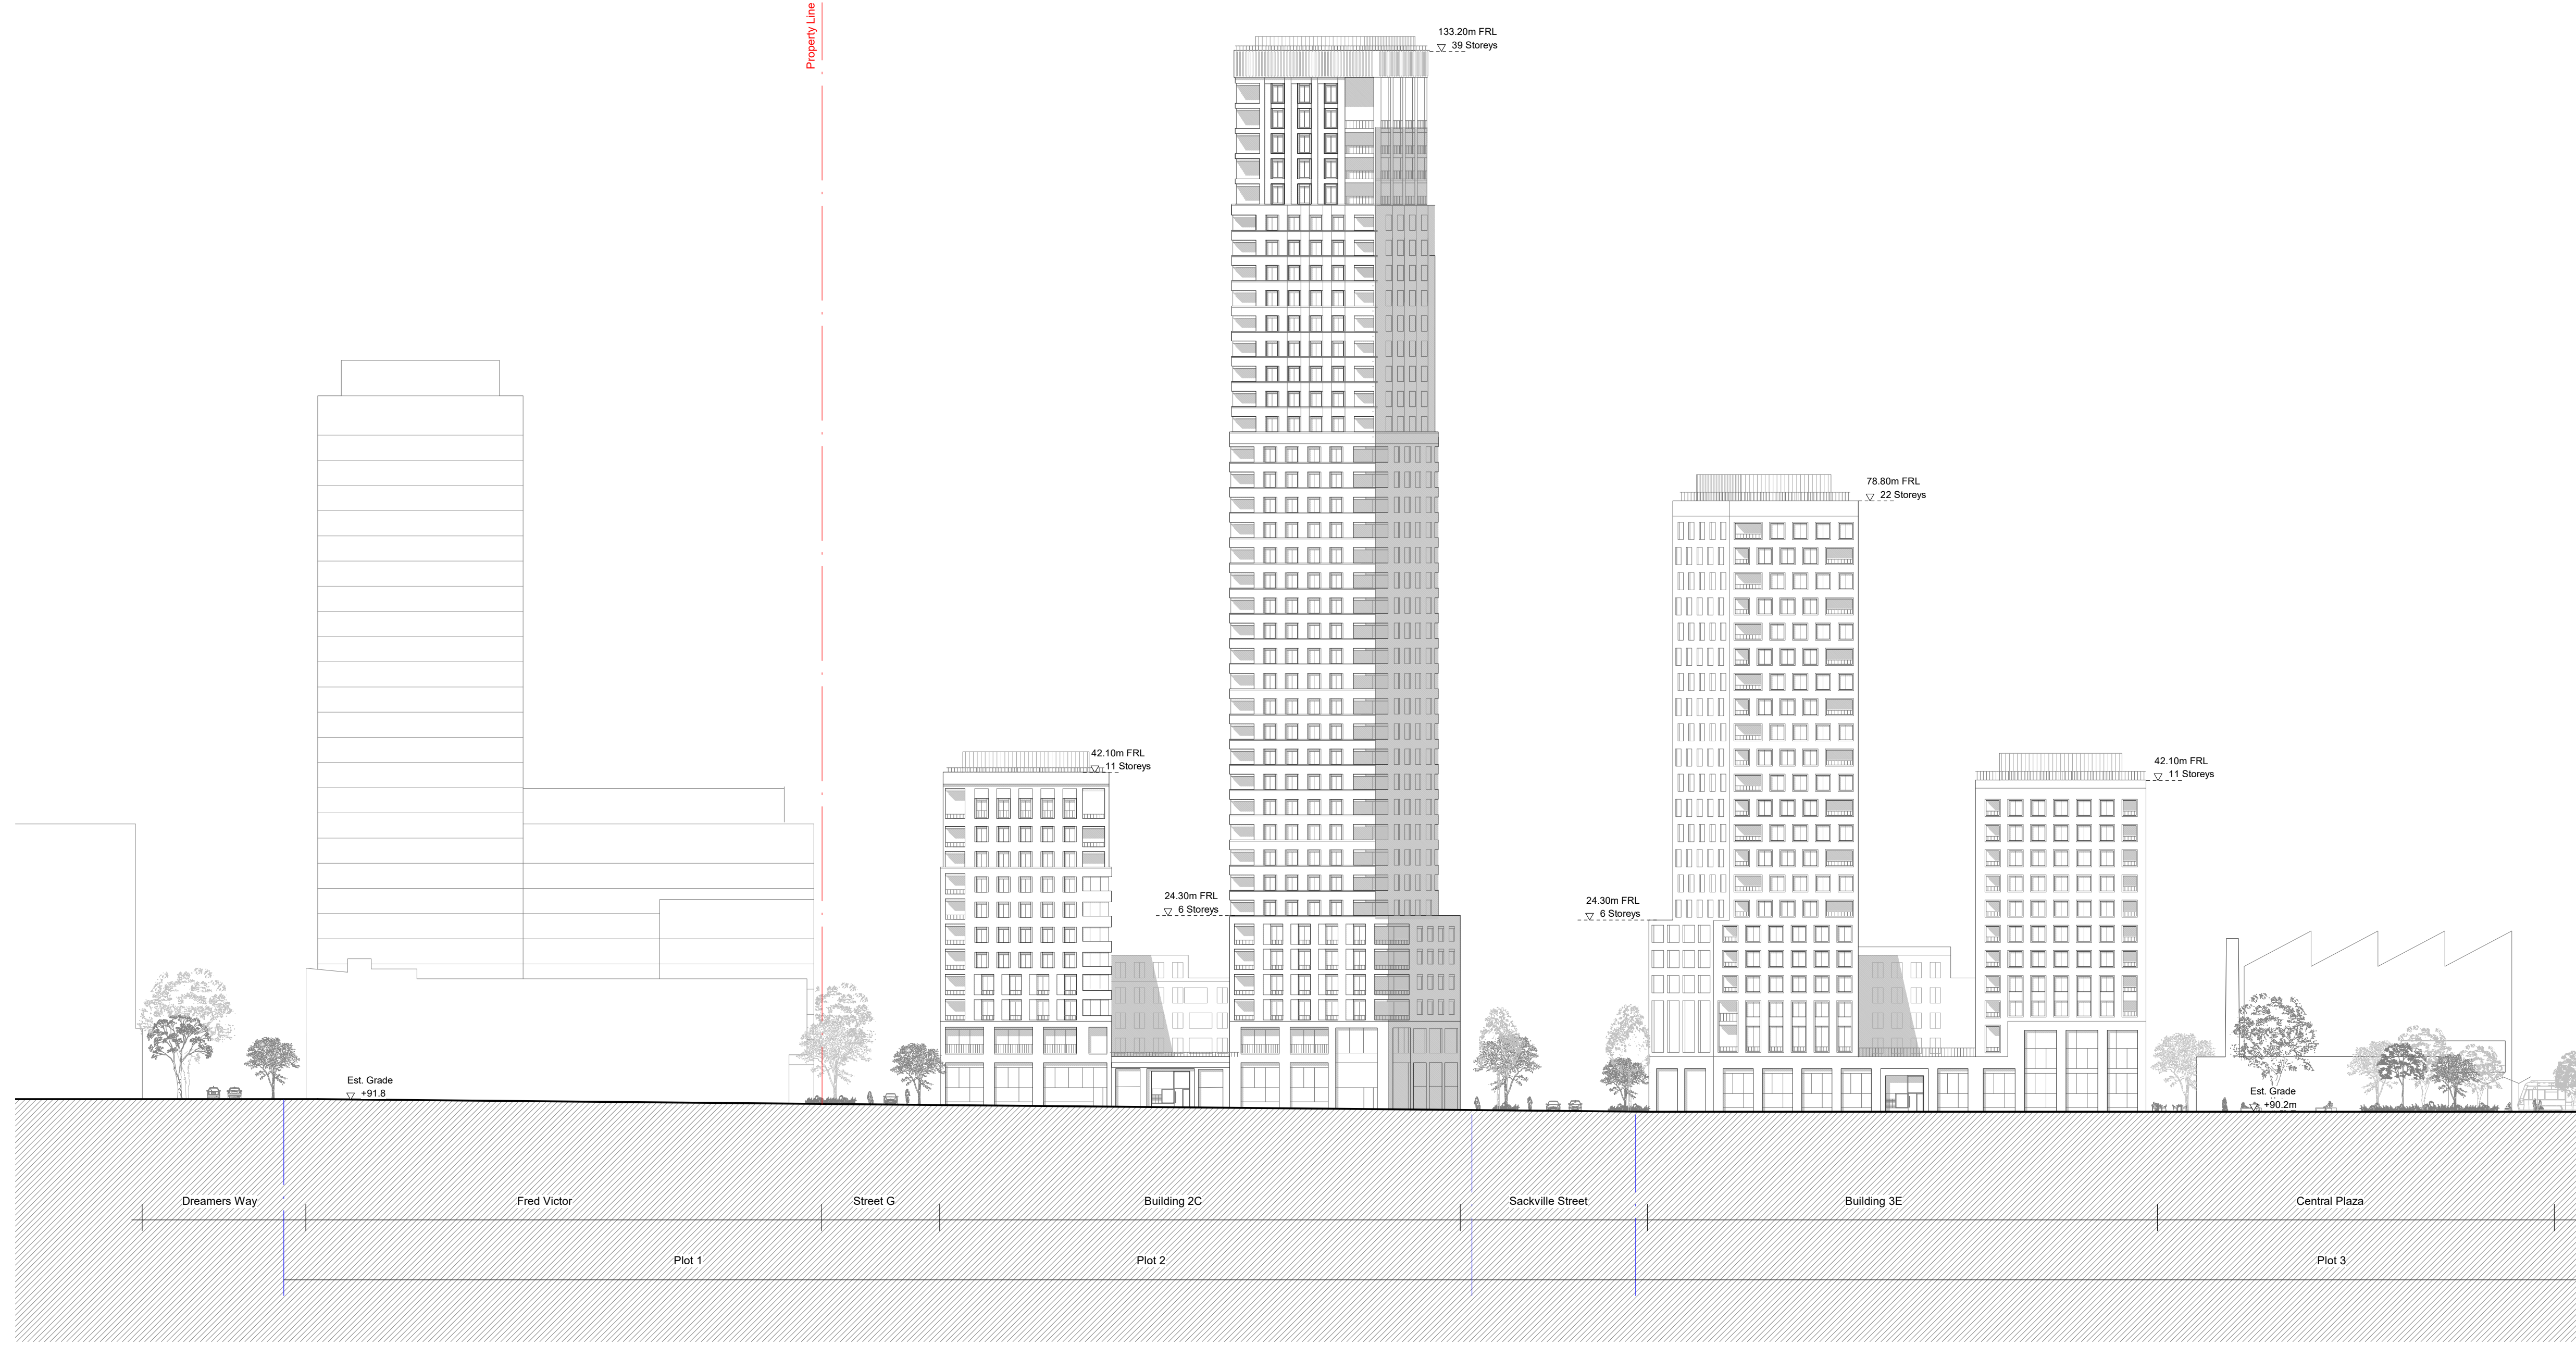 Property Line
133.20m FRL
39 Storeys
78.80m FRL
22 Storeys
42.10m FRL
11 Storeys
42.10m FRL
11 Storeys
24.30m FRL
6 Storeys
24.30m FRL
6 Storeys
Est. Grade
+91.8
Est. Grade
+90.2m
Dreamers Way
Fred Victor
Street G
Building 2C
Sackville Street
Building 3E
Central Plaza
Plot 1
Plot 2
Plot 3